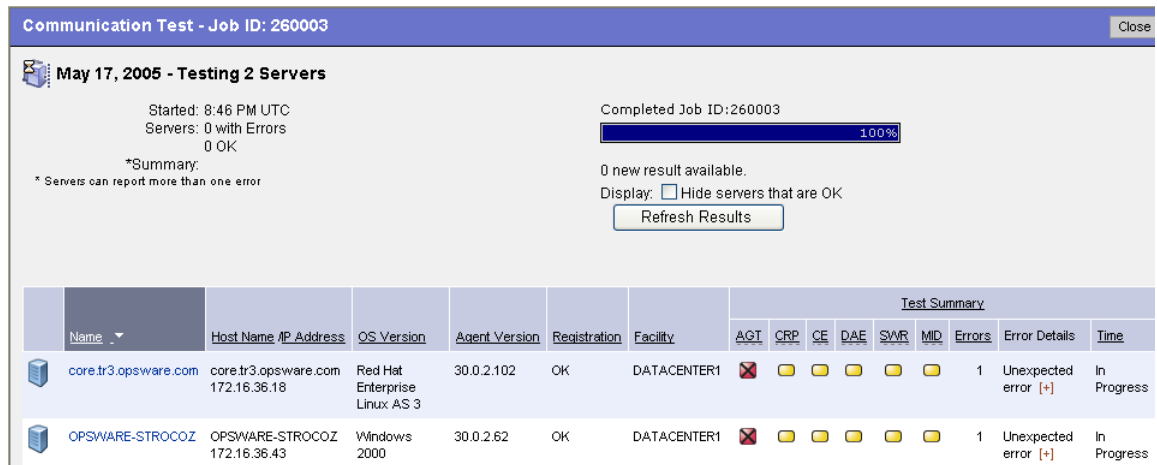 Communication Test - Job ID: 260003
Close
May 17, 2005 - Testing 2 Servers
Started: 8:46 PM UTC
Servers: 0 with Errors
0 OK
*Summary:
* Servers can report more than one error
Completed Job ID:260003
100%
0 new result available.
Display: Hide servers that are OK
Refresh Results
Test Summary
Name Host Name /IP Address OS Version Agent Version Registration Facility AGT CRP CE DAE SWR MID Errors Error Details Time
core.tr3.opsware.com core.tr3.opsware.com Red Hat 30.0.2.102 OK DATACENTER1 1 Unexpected In
172.16.36.18 Enterprise error [+] Progress
Linux AS 3
OPSWARE-STROCOZ OPSWARE-STROCOZ Windows 30.0.2.62 OK DATACENTER1 1 Unexpected In
172.16.36.43 2000 error [+] Progress